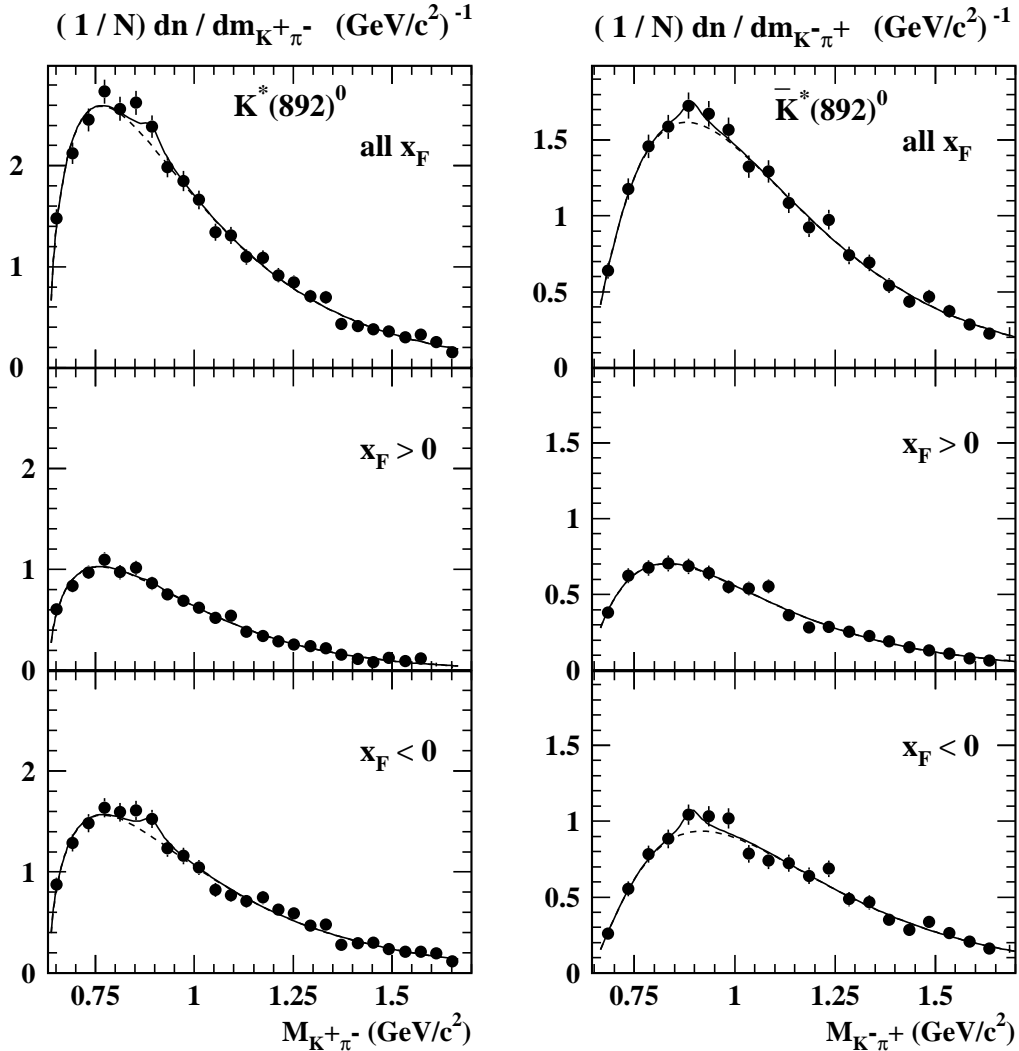 ( 1 / N) dn / dm_K+π- (GeV/c²)⁻¹
( 1 / N) dn / dm_K-π+ (GeV/c²)⁻¹
K*(892)⁰
all x_F
2
1
0
K̄*(892)⁰
all x_F
1.5
1
0.5
0
x_F > 0
2
1
0
x_F > 0
1.5
1
0.5
0
x_F < 0
2
1
0
0.75 1 1.25 1.5
M_K+π- (GeV/c²)
x_F < 0
1.5
1
0.5
0
0.75 1 1.25 1.5
M_K-π+ (GeV/c²)